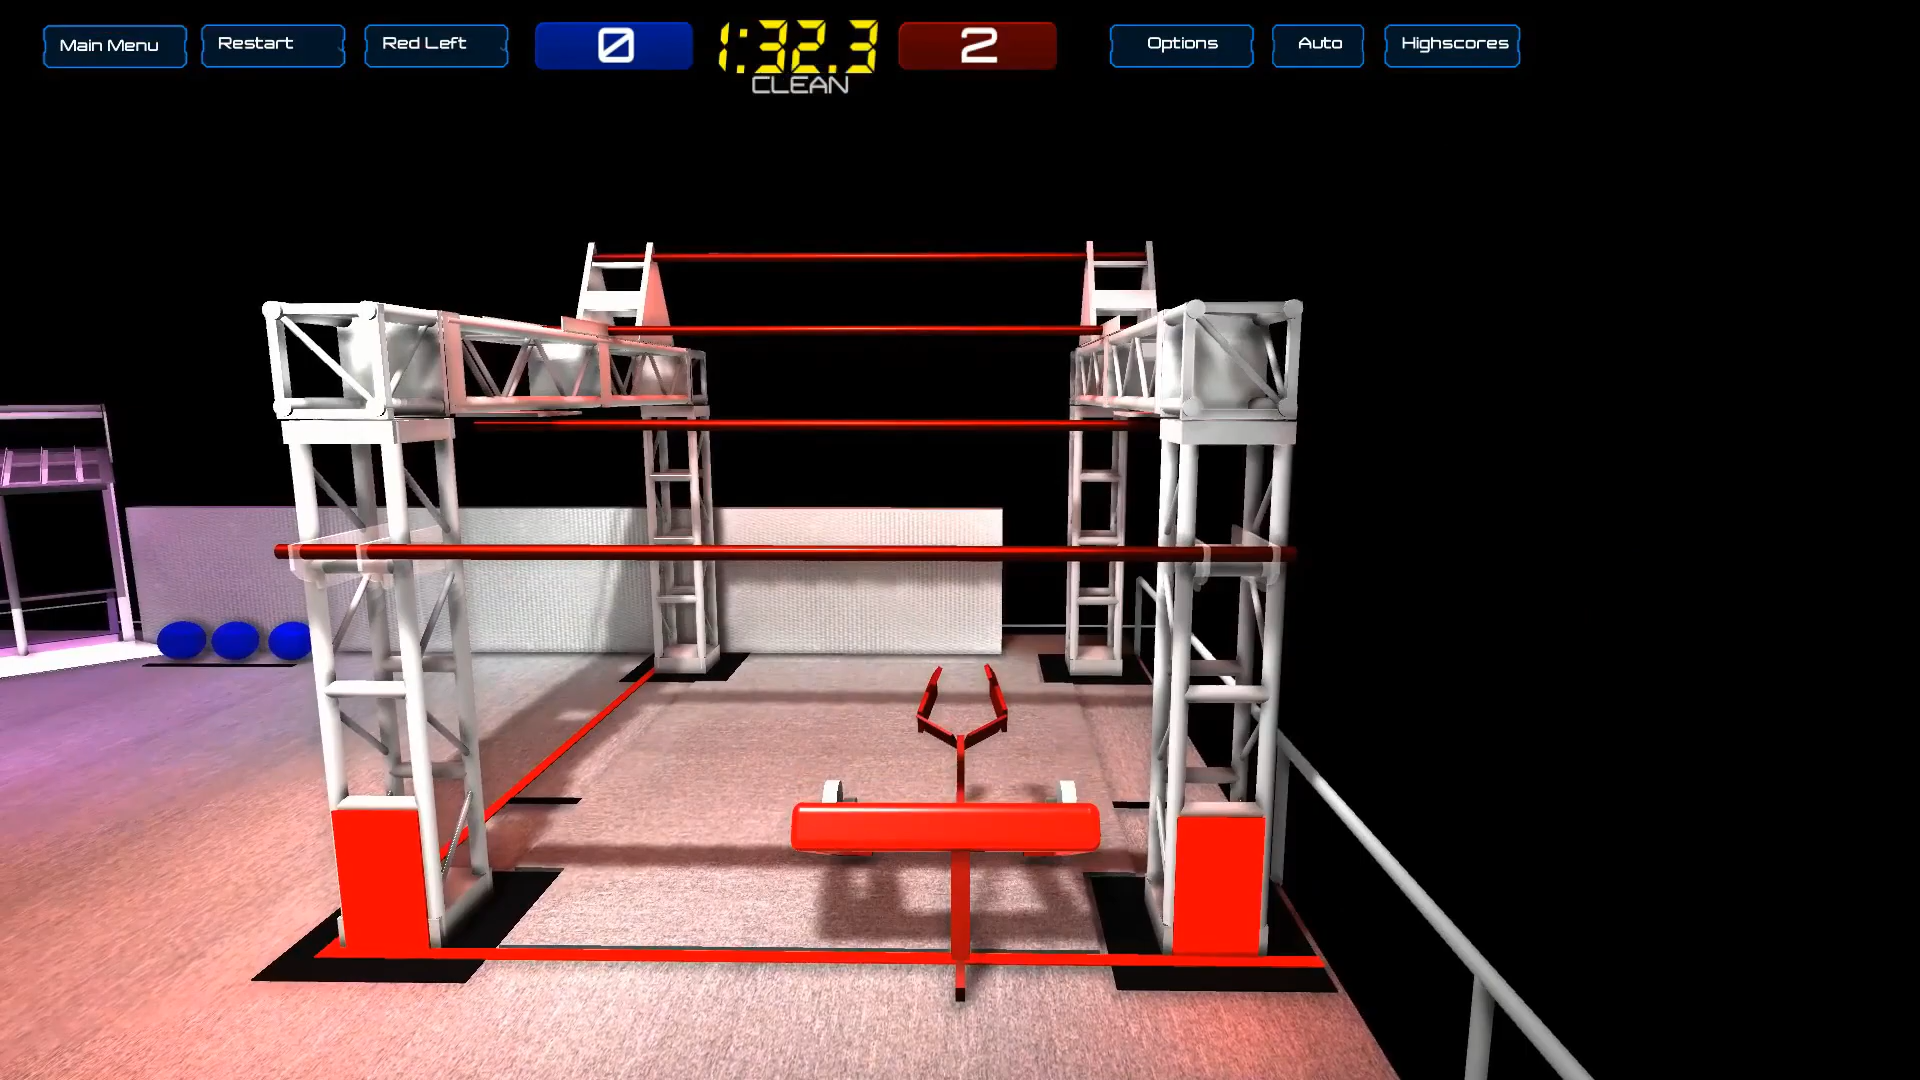 Main Menu
Restart
Red Left
0
1:32.3
2
Options
Auto
Highscores
CLEAN